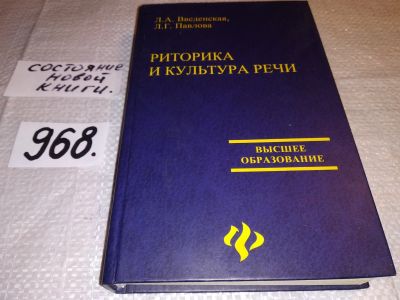 Л.А. Введенская,
Л.Г. Павлова
РИТОРИКА
И КУЛЬТУРА РЕЧИ
ВЫСШЕЕ
ОБРАЗОВАНИЕ
состояние
новой
книги.
968.